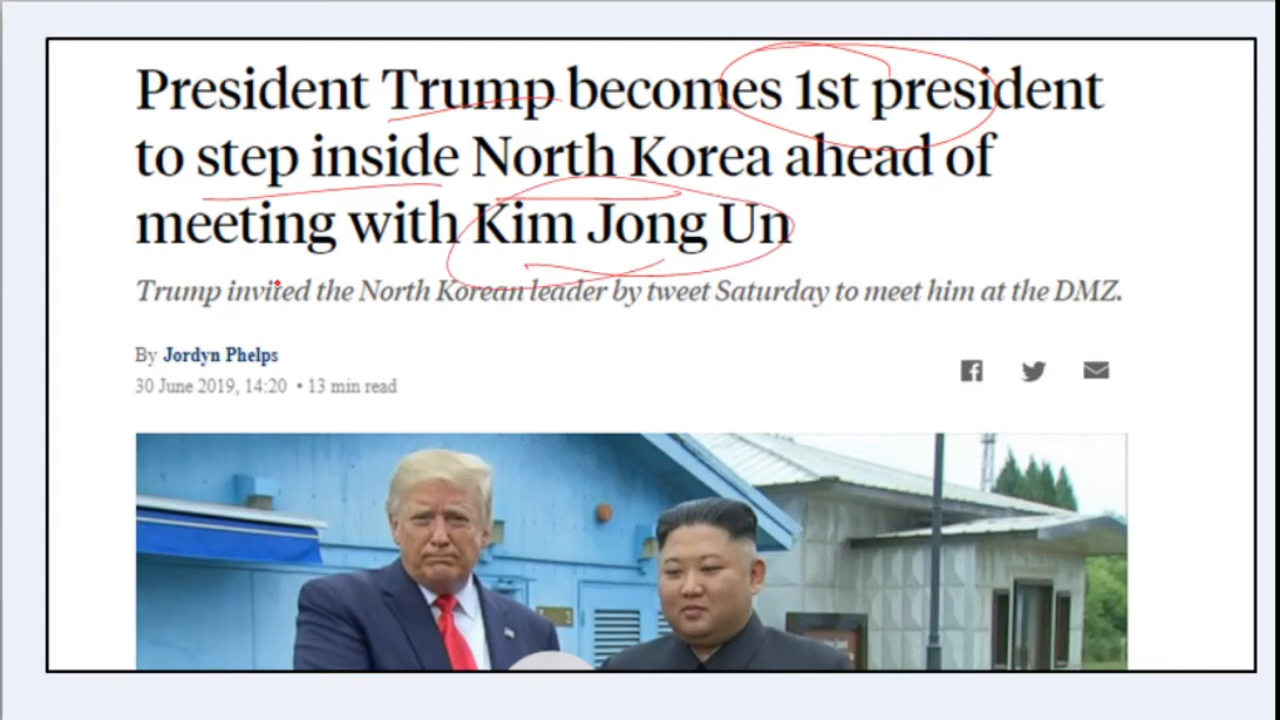 President Trump becomes 1st president
to step inside North Korea ahead of
meeting with Kim Jong Un
Trump invited the North Korean leader by tweet Saturday to meet him at the DMZ.
By Jordyn Phelps
30 June 2019, 14:20 • 13 min read